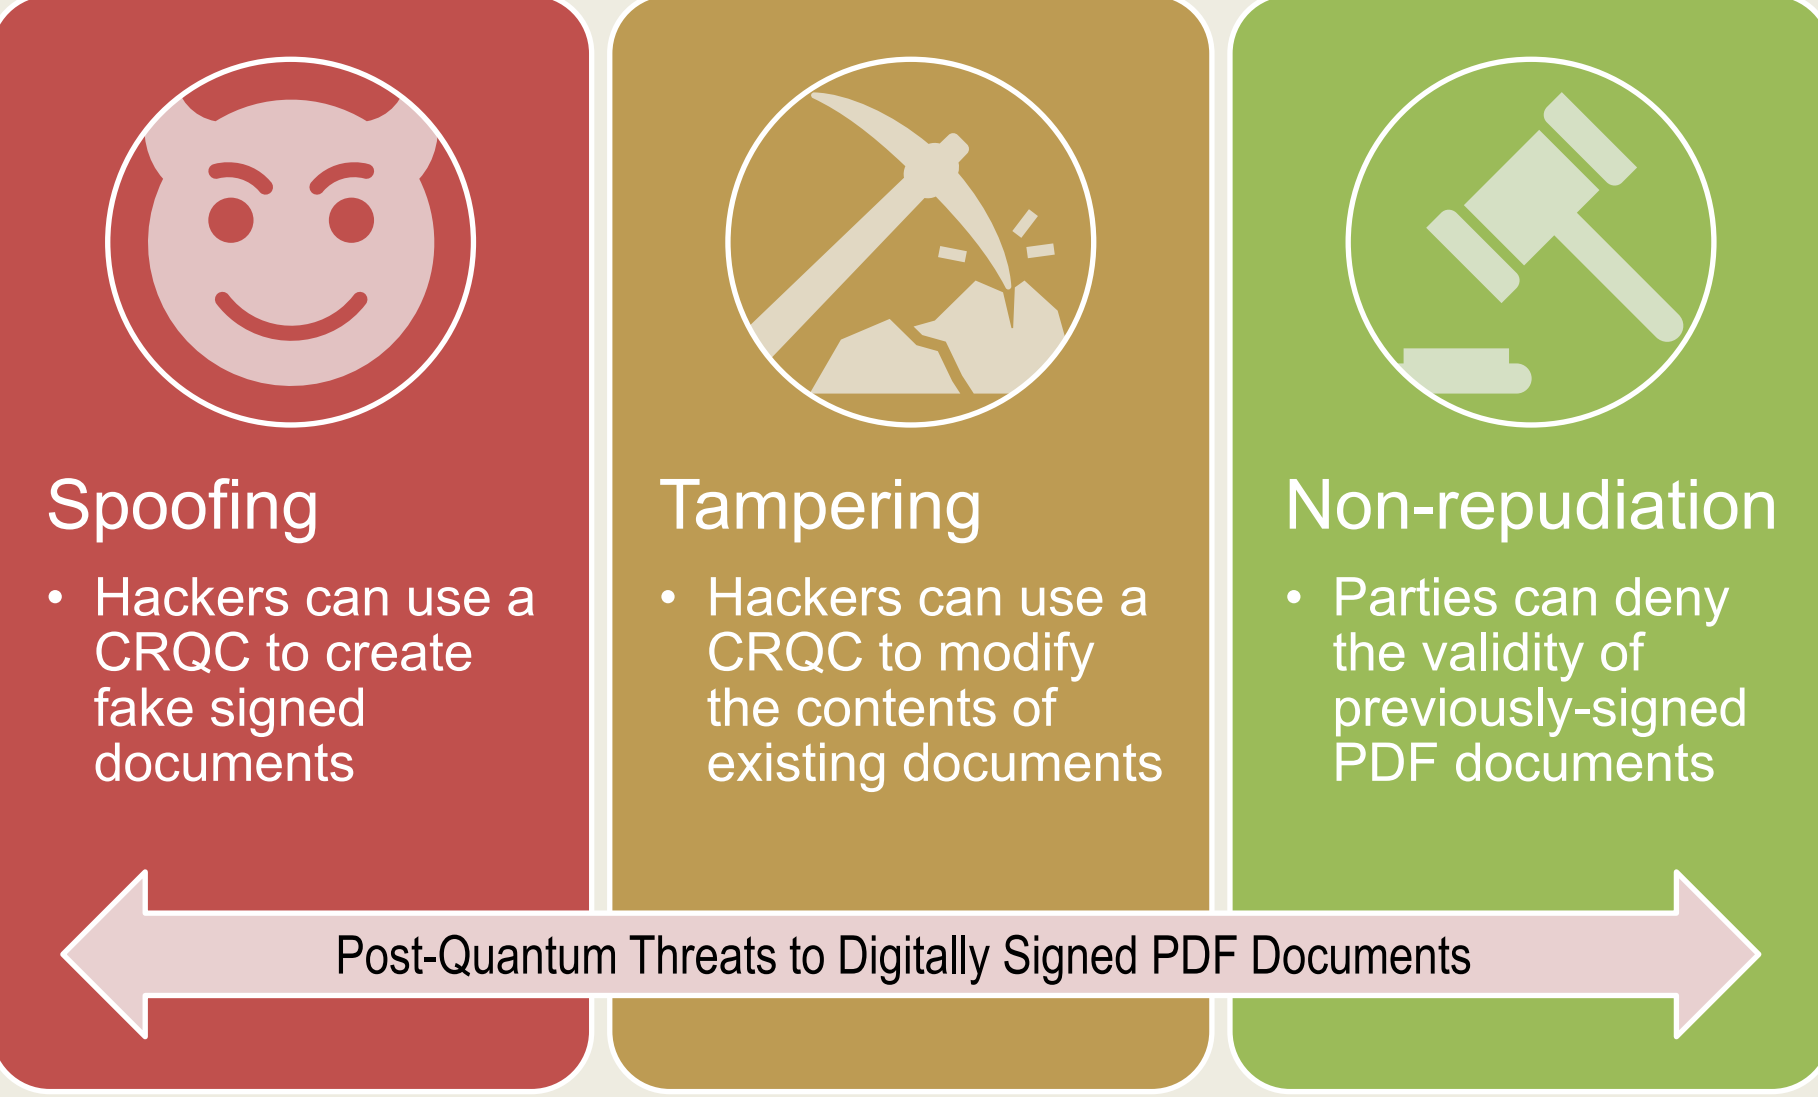 Spoofing
• Hackers can use a
CRQC to create
fake signed
documents
Tampering
• Hackers can use a
CRQC to modify
the contents of
existing documents
Non-repudiation
• Parties can deny
the validity of
previously-signed
PDF documents
Post-Quantum Threats to Digitally Signed PDF Documents